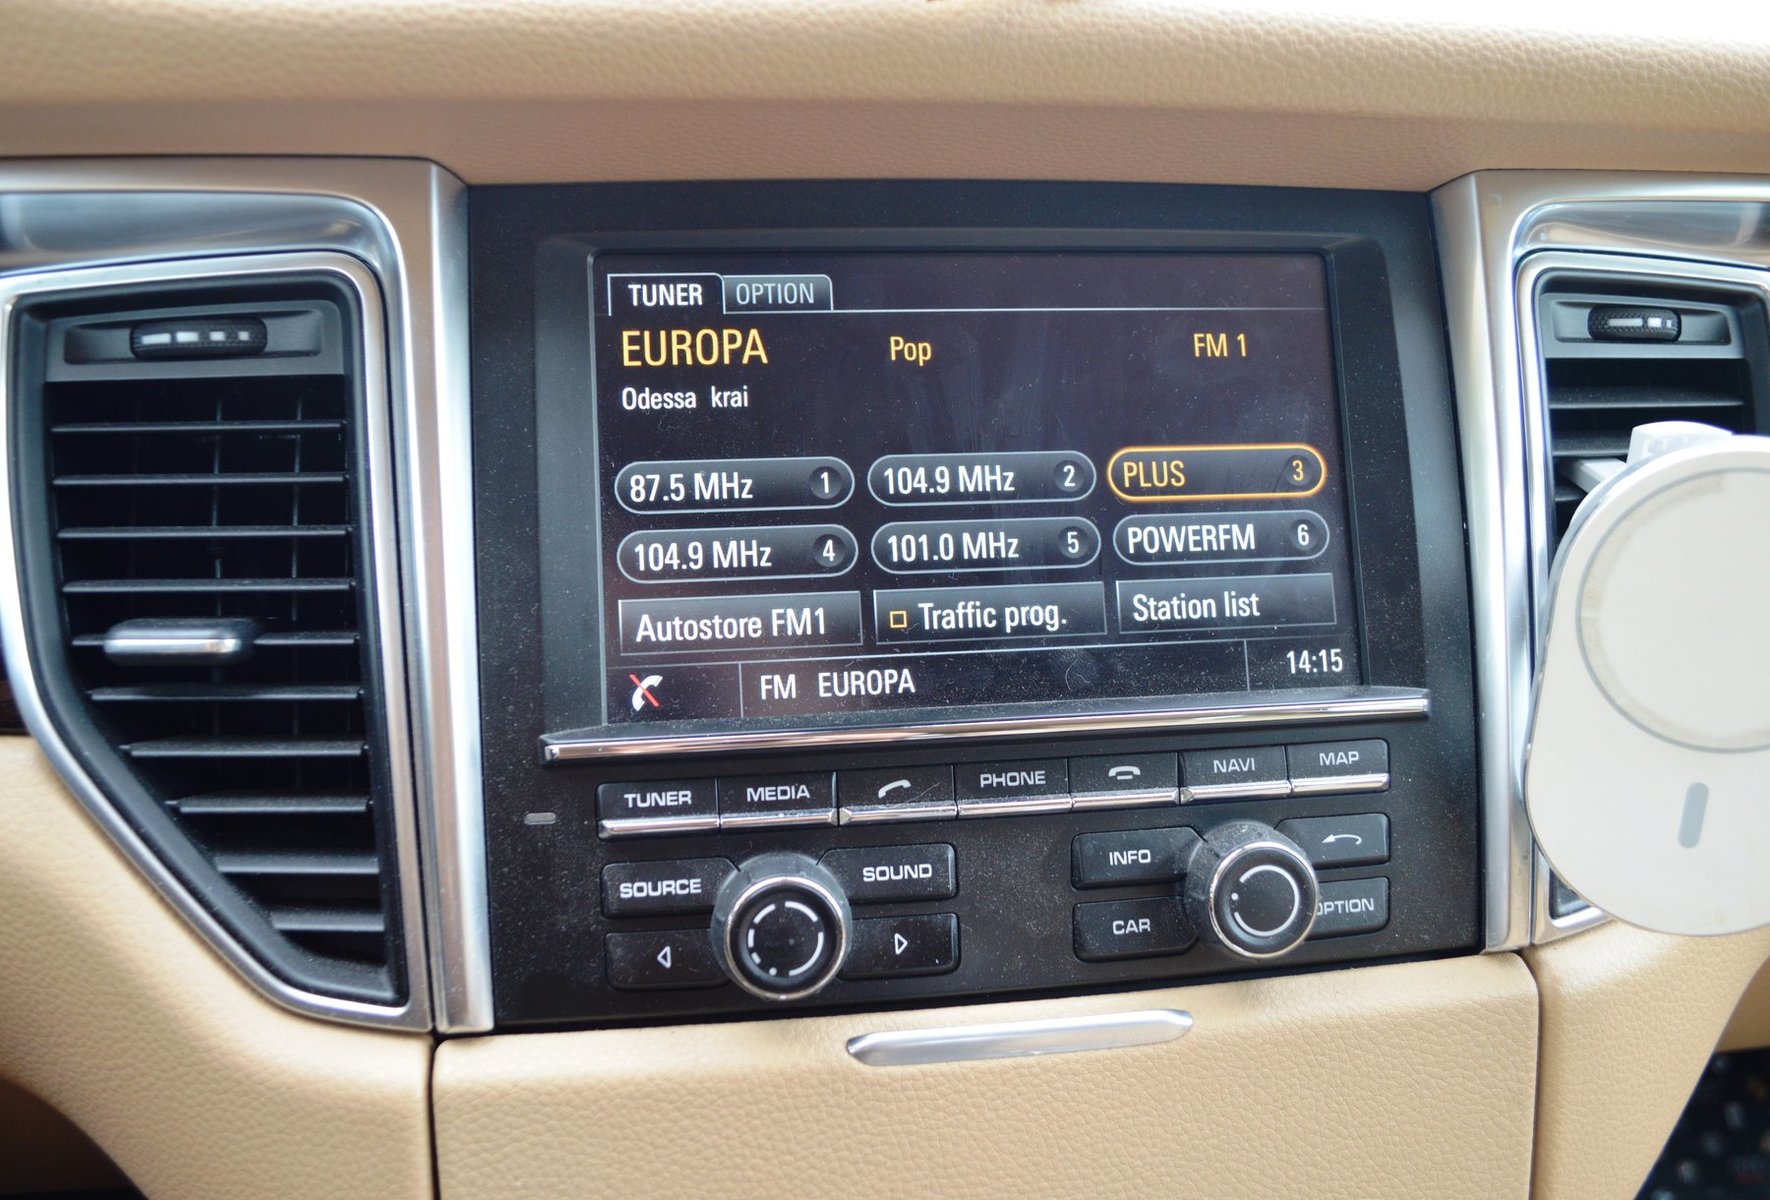 TUNER OPTION
EUROPA Pop FM 1
Odessa krai
87.5 MHz 1 104.9 MHz 2 PLUS 3
104.9 MHz 4 101.0 MHz 5 POWERFM 6
Autostore FM1 Traffic prog. Station list
FM EUROPA 14:15
TUNER MEDIA PHONE NAVI MAP
SOURCE SOUND INFO
CAR OPTION